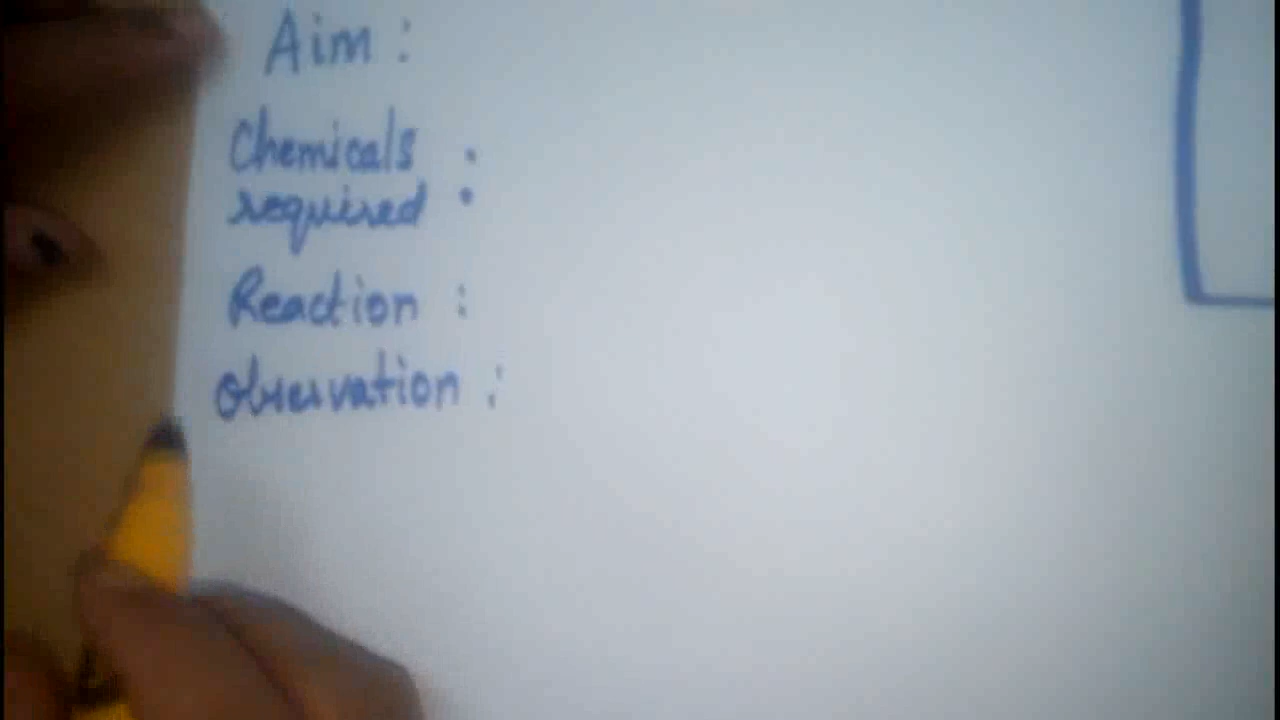 Aim :
Chemicals
required :
Reaction :
Observation :